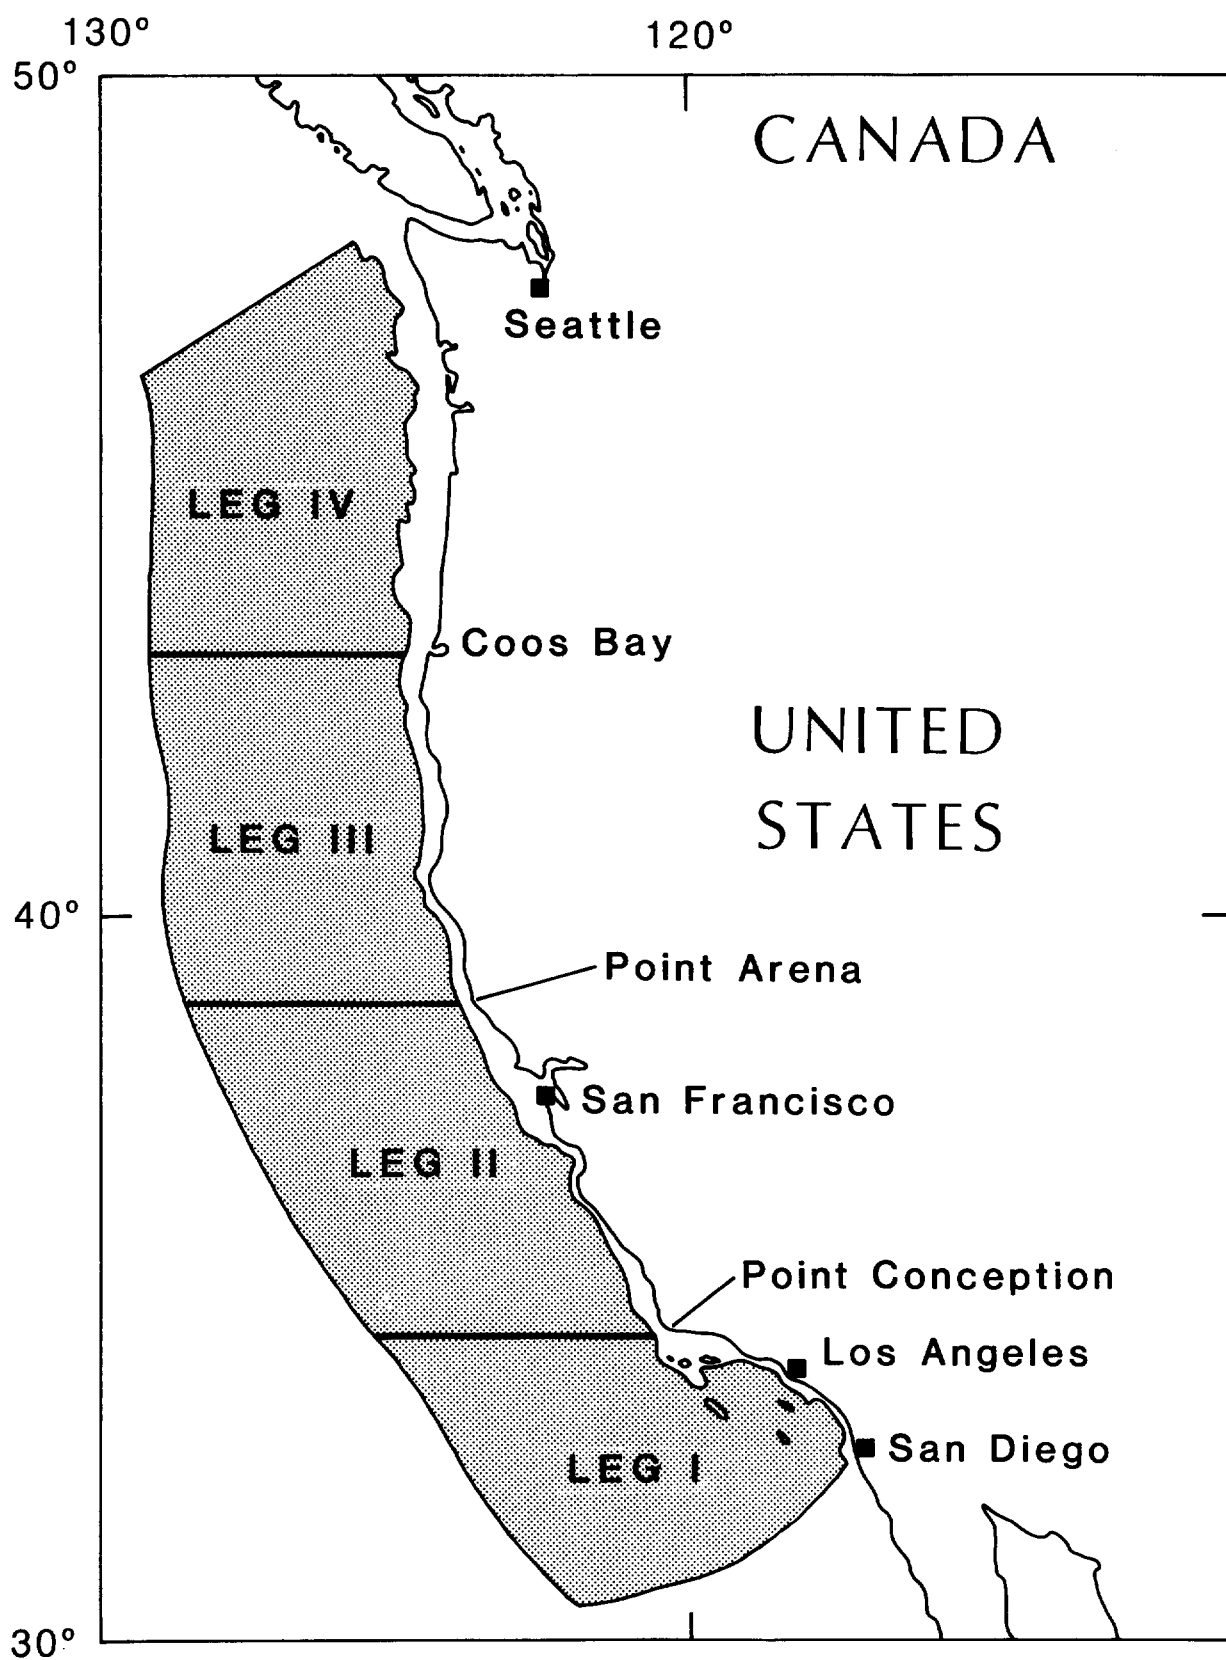 130° 120°
50°
CANADA
Seattle
LEG IV
Coos Bay
UNITED
STATES
LEG III
40°
Point Arena
San Francisco
LEG II
Point Conception
Los Angeles
San Diego
LEG I
30°